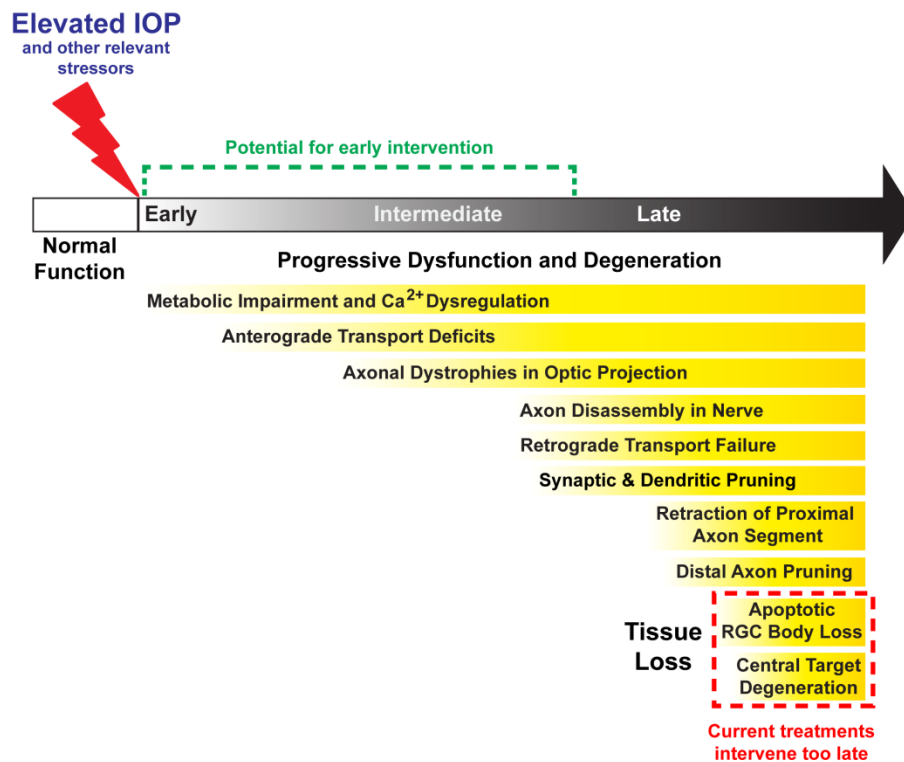 Elevated IOP
and other relevant
stressors
Potential for early intervention
Early
Intermediate
Late
Normal
Function
Progressive Dysfunction and Degeneration
Metabolic Impairment and Ca²⁺ Dysregulation
Anterograde Transport Deficits
Axonal Dystrophies in Optic Projection
Axon Disassembly in Nerve
Retrograde Transport Failure
Synaptic & Dendritic Pruning
Retraction of Proximal
Axon Segment
Distal Axon Pruning
Tissue
Loss
Apoptotic
RGC Body Loss
Central Target
Degeneration
Current treatments
intervene too late